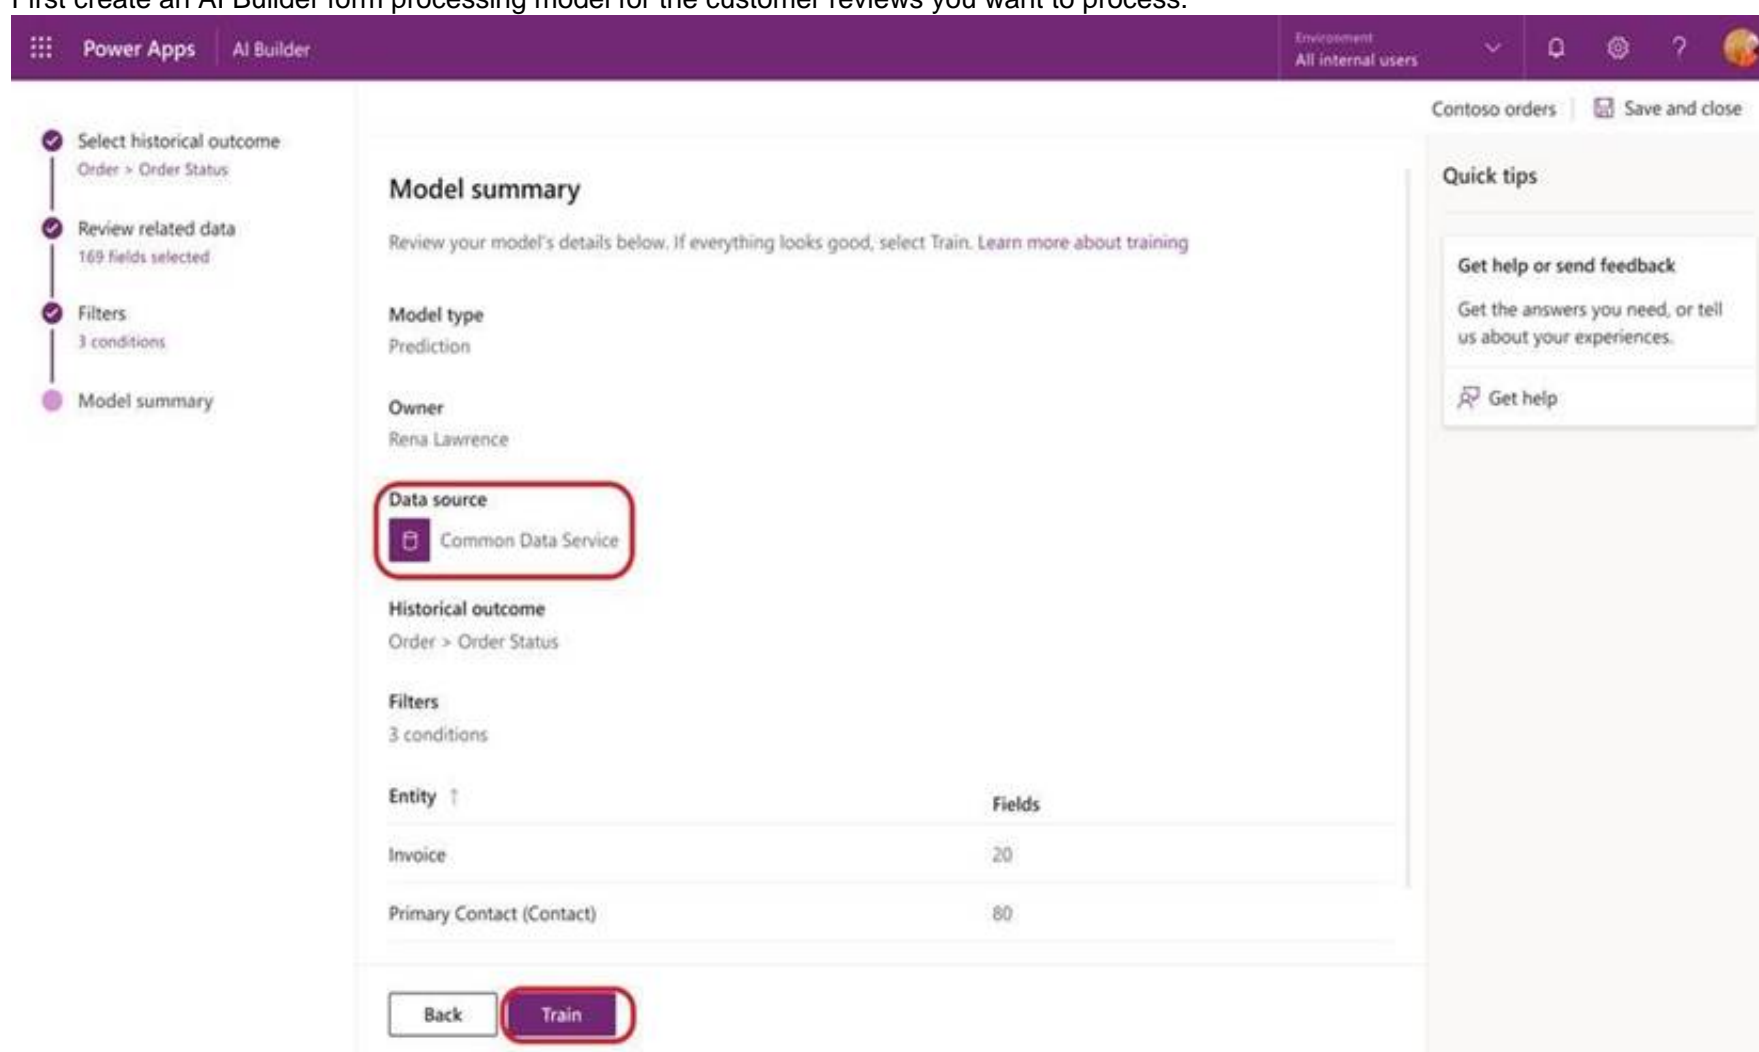 First create an AI Builder form processing model for the customer reviews you want to process.
Power Apps AI Builder
Environment
All internal users
?
Contoso orders Save and close
Select historical outcome
Order > Order Status
Review related data
169 fields selected
Filters
3 conditions
Model summary
Model summary
Review your model's details below. If everything looks good, select Train. Learn more about training
Model type
Prediction
Owner
Rena Lawrence
Data source
Common Data Service
Historical outcome
Order > Order Status
Filters
3 conditions
Entity ↑ Fields
Invoice 20
Primary Contact (Contact) 80
Back Train
Quick tips
Get help or send feedback
Get the answers you need, or tell
us about your experiences.
Get help